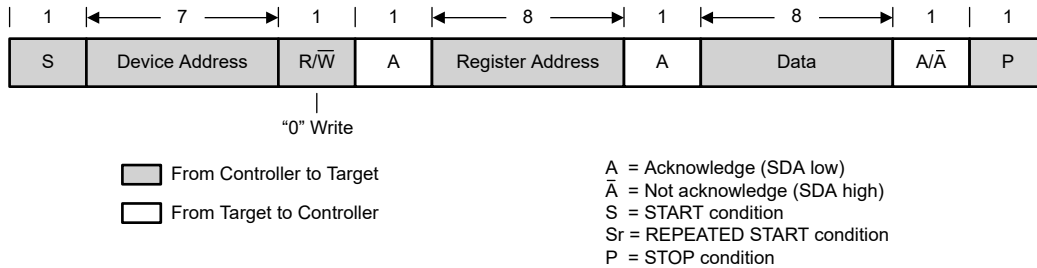 1 7 1 1 8 1 8 1 1
S Device Address R/W̅ A Register Address A Data A/A̅ P
“0” Write
From Controller to Target
From Target to Controller
A = Acknowledge (SDA low)
A̅ = Not acknowledge (SDA high)
S = START condition
Sr = REPEATED START condition
P = STOP condition